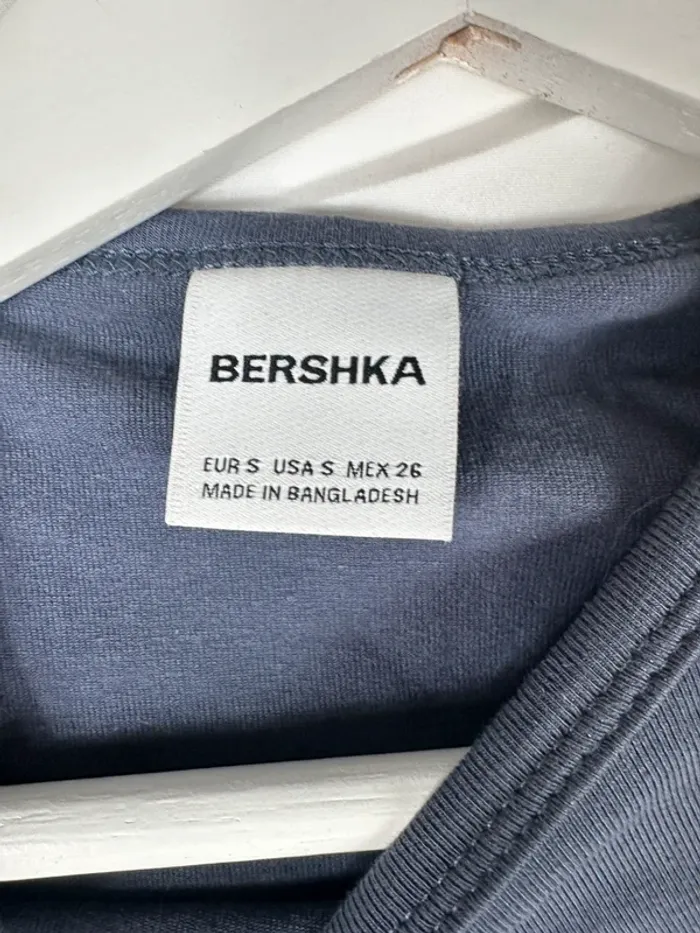 BERSHKA
EUR S USA S MEX 26
MADE IN BANGLADESH